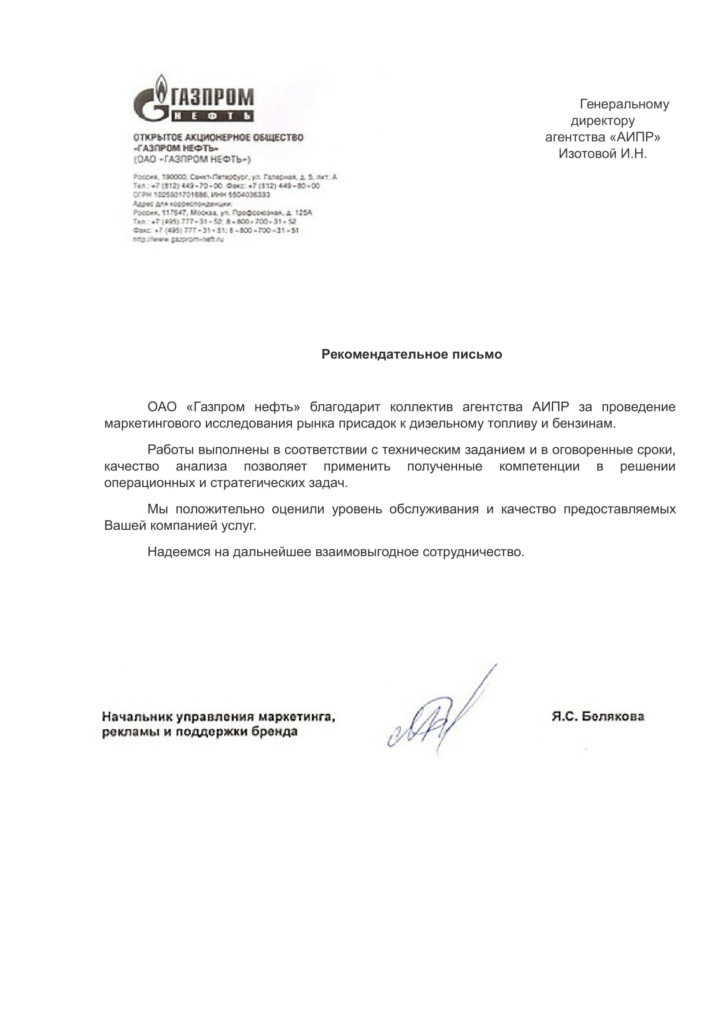 ГАЗПРОМ
НЕФТЬ
ОТКРЫТОЕ АКЦИОНЕРНОЕ ОБЩЕСТВО
«ГАЗПРОМ НЕФТЬ»
(ОАО «ГАЗПРОМ НЕФТЬ»)
Россия, 190000, Санкт-Петербург, ул. Галерная, д. 5, лит. А
Тел.: +7 (812) 449-70-00. Факс: +7 (812) 449-80-00
ОГРН 1025501701686, ИНН 5504036333
Адрес для корреспонденции:
Россия, 117647, Москва, ул. Профсоюзная, д. 125А
Тел.: +7 (495) 777-31-52; 8-800-700-31-52
Факс: +7 (495) 777-31-51; 8-800-700-31-51
http://www.gazprom-neft.ru
Генеральному
директору
агентства «АИПР»
Изотовой И.Н.
Рекомендательное письмо
ОАО «Газпром нефть» благодарит коллектив агентства АИПР за проведение
маркетингового исследования рынка присадок к дизельному топливу и бензинам.
Работы выполнены в соответствии с техническим заданием и в оговоренные сроки,
качество анализа позволяет применить полученные компетенции в решении
операционных и стратегических задач.
Мы положительно оценили уровень обслуживания и качество предоставляемых
Вашей компанией услуг.
Надеемся на дальнейшее взаимовыгодное сотрудничество.
Начальник управления маркетинга,
рекламы и поддержки бренда
Я.С. Белякова